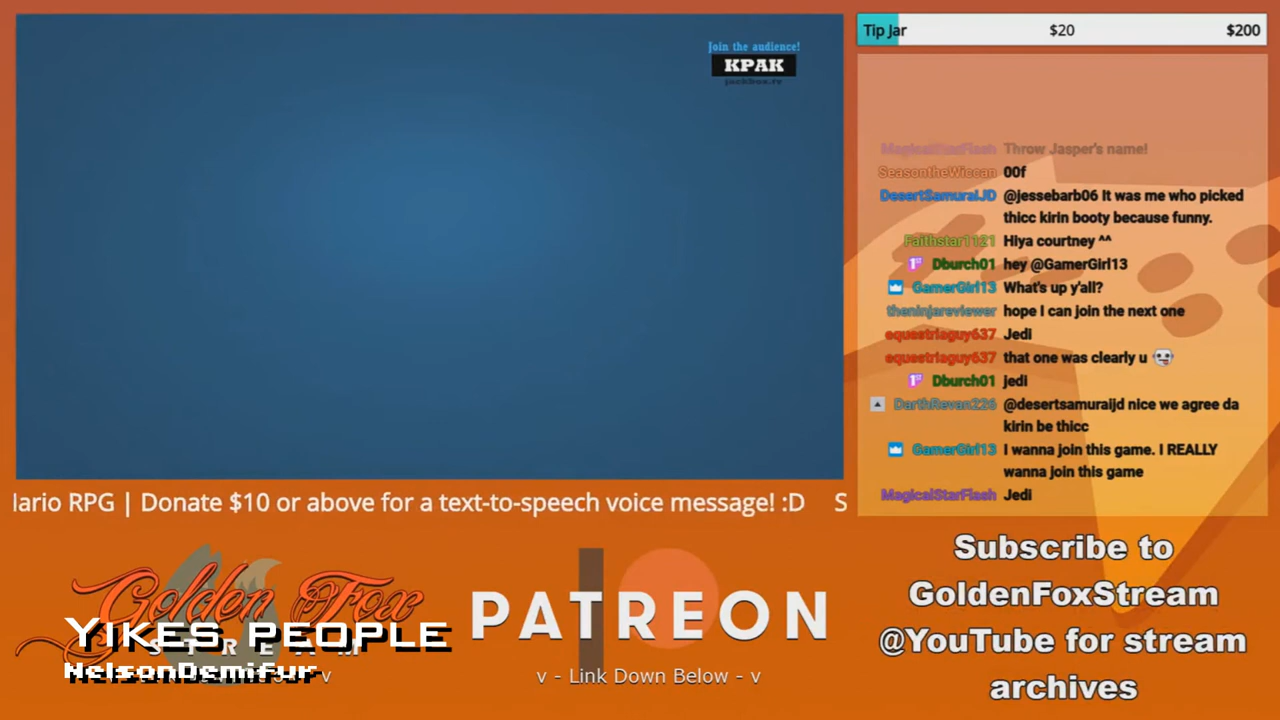 Join the audience!
KPAK
jackbox.tv
Tip Jar $20 $200
MagicalStarFlash Throw Jasper's name!
SeasontheWiccan 00f
DesertSamuraiJD @jessebarb06 It was me who picked
thicc kirin booty because funny.
Faithstar1121 Hiya courtney ^^
Dburch01 hey @GamerGirl13
GamerGirl13 What's up y'all?
theninjareviewer hope I can join the next one
equestriaguy637 Jedi
equestriaguy637 that one was clearly u
Dburch01 jedi
DarthRevan226 @desertsamuraijd nice we agree da
kirin be thicc
GamerGirl13 I wanna join this game. I REALLY
wanna join this game
MagicalStarFlash Jedi
lario RPG | Donate $10 or above for a text-to-speech voice message! :D S
Golden Fox
STREAM
Yikes people
NelsonDemifur
v
PATREON
v - Link Down Below - v
Subscribe to
GoldenFoxStream
@YouTube for stream
archives